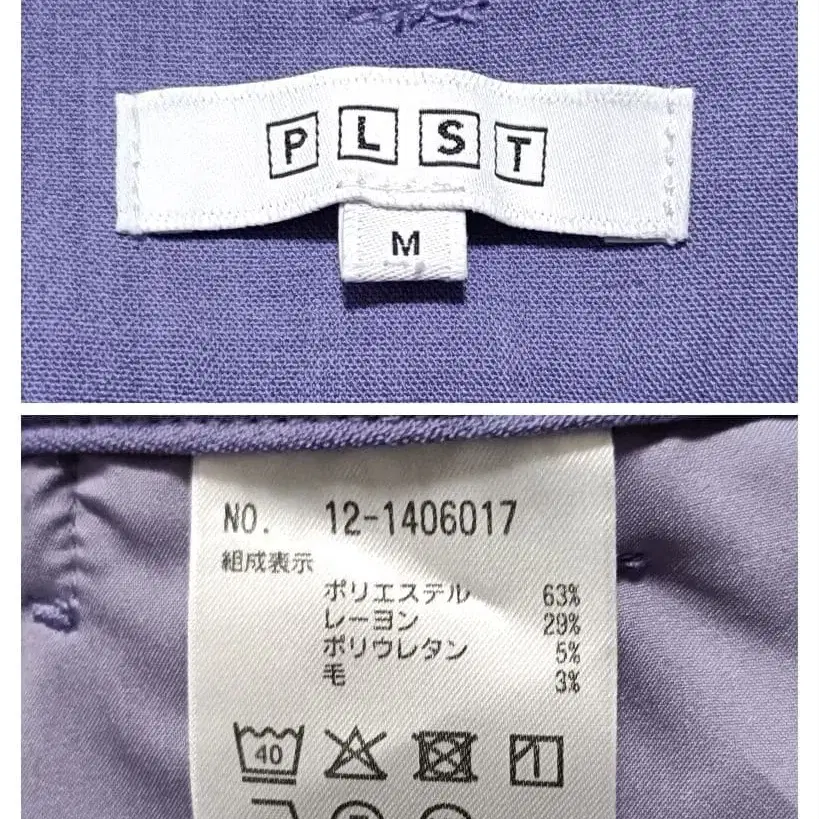 PLST
M
NO. 12-1406017
組成表示
ポリエステル 63%
レーヨン 29%
ポリウレタン 5%
毛 3%
40